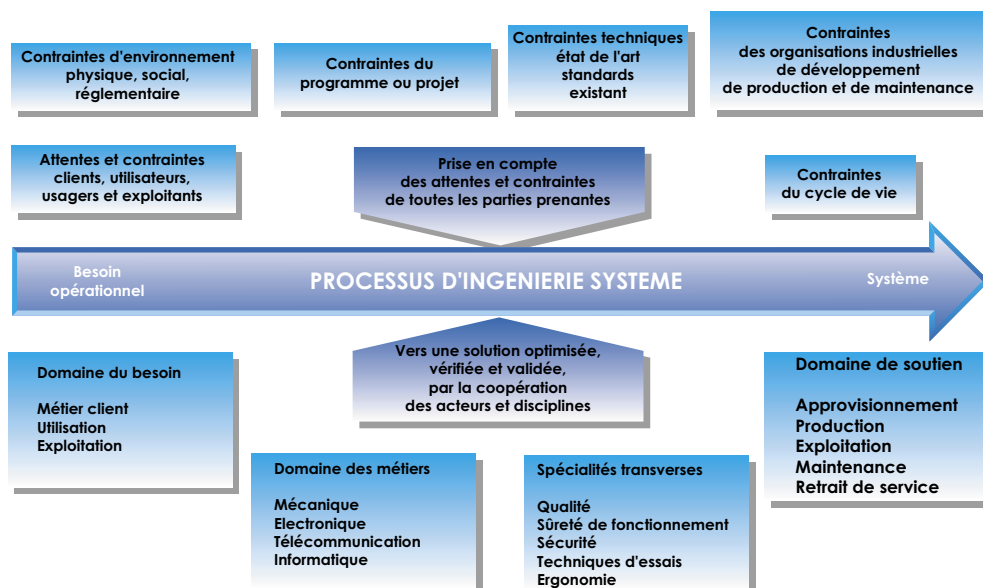 Contraintes d'environnement
physique, social,
réglementaire
Contraintes du
programme ou projet
Contraintes techniques
état de l'art
standards
existant
Contraintes
des organisations industrielles
de développement
de production et de maintenance
Attentes et contraintes
clients, utilisateurs,
usagers et exploitants
Prise en compte
des attentes et contraintes
de toutes les parties prenantes
Contraintes
du cycle de vie
Besoin
opérationnel
PROCESSUS D'INGENIERIE SYSTEME
Système
Domaine du besoin
Métier client
Utilisation
Exploitation
Vers une solution optimisée,
vérifiée et validée,
par la coopération
des acteurs et disciplines
Domaine de soutien
Approvisionnement
Production
Exploitation
Maintenance
Retrait de service
Domaine des métiers
Mécanique
Electronique
Télécommunication
Informatique
Spécialités transverses
Qualité
Sûreté de fonctionnement
Sécurité
Techniques d'essais
Ergonomie